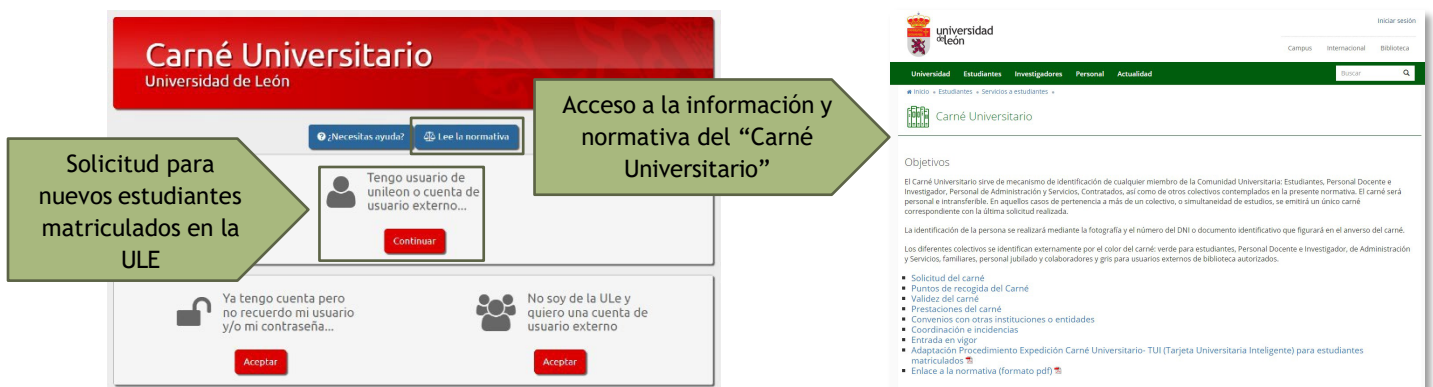 Carné Universitario
Universidad de León
¿Necesitas ayuda?
Lee la normativa
Solicitud para
nuevos estudiantes
matriculados en la
ULE
Tengo usuario de
unileon o cuenta de
usuario externo...
Continuar
Ya tengo cuenta pero
no recuerdo mi usuario
y/o mi contraseña...
Aceptar
No soy de la ULe y
quiero una cuenta de
usuario externo
Aceptar
Acceso a la información y
normativa del “Carné
Universitario”
universidad
de león
Iniciar sesión
Campus Internacional Biblioteca
Universidad Estudiantes Investigadores Personal Actualidad
Buscar
Inicio » Estudiantes » Servicios a estudiantes »
Carné Universitario
Objetivos
El Carné Universitario sirve de mecanismo de identificación de cualquier miembro de la Comunidad Universitaria: Estudiantes, Personal Docente e
Investigador, Personal de Administración y Servicios, Contratados, así como de otros colectivos contemplados en la presente normativa. El carné será
personal e intransferible. En aquellos casos de pertenencia a más de un colectivo, o simultaneidad de estudios, se emitirá un único carné
correspondiente con la última solicitud realizada.
La identificación de la persona se realizará mediante la fotografía y el número del DNI o documento identificativo que figurará en el anverso del carné.
Los diferentes colectivos se identifican externamente por el color del carné: verde para estudiantes, Personal Docente e Investigador, de Administración
y Servicios, familiares, personal jubilado y colaboradores y gris para usuarios externos de biblioteca autorizados.
Solicitud del carné
Puntos de recogida del Carné
Validez del carné
Prestaciones del carné
Convenios con otras instituciones o entidades
Coordinación e incidencias
Entrada en vigor
Adaptación Procedimiento Expedición Carné Universitario- TUI (Tarjeta Universitaria Inteligente) para estudiantes
matriculados
Enlace a la normativa (formato pdf)